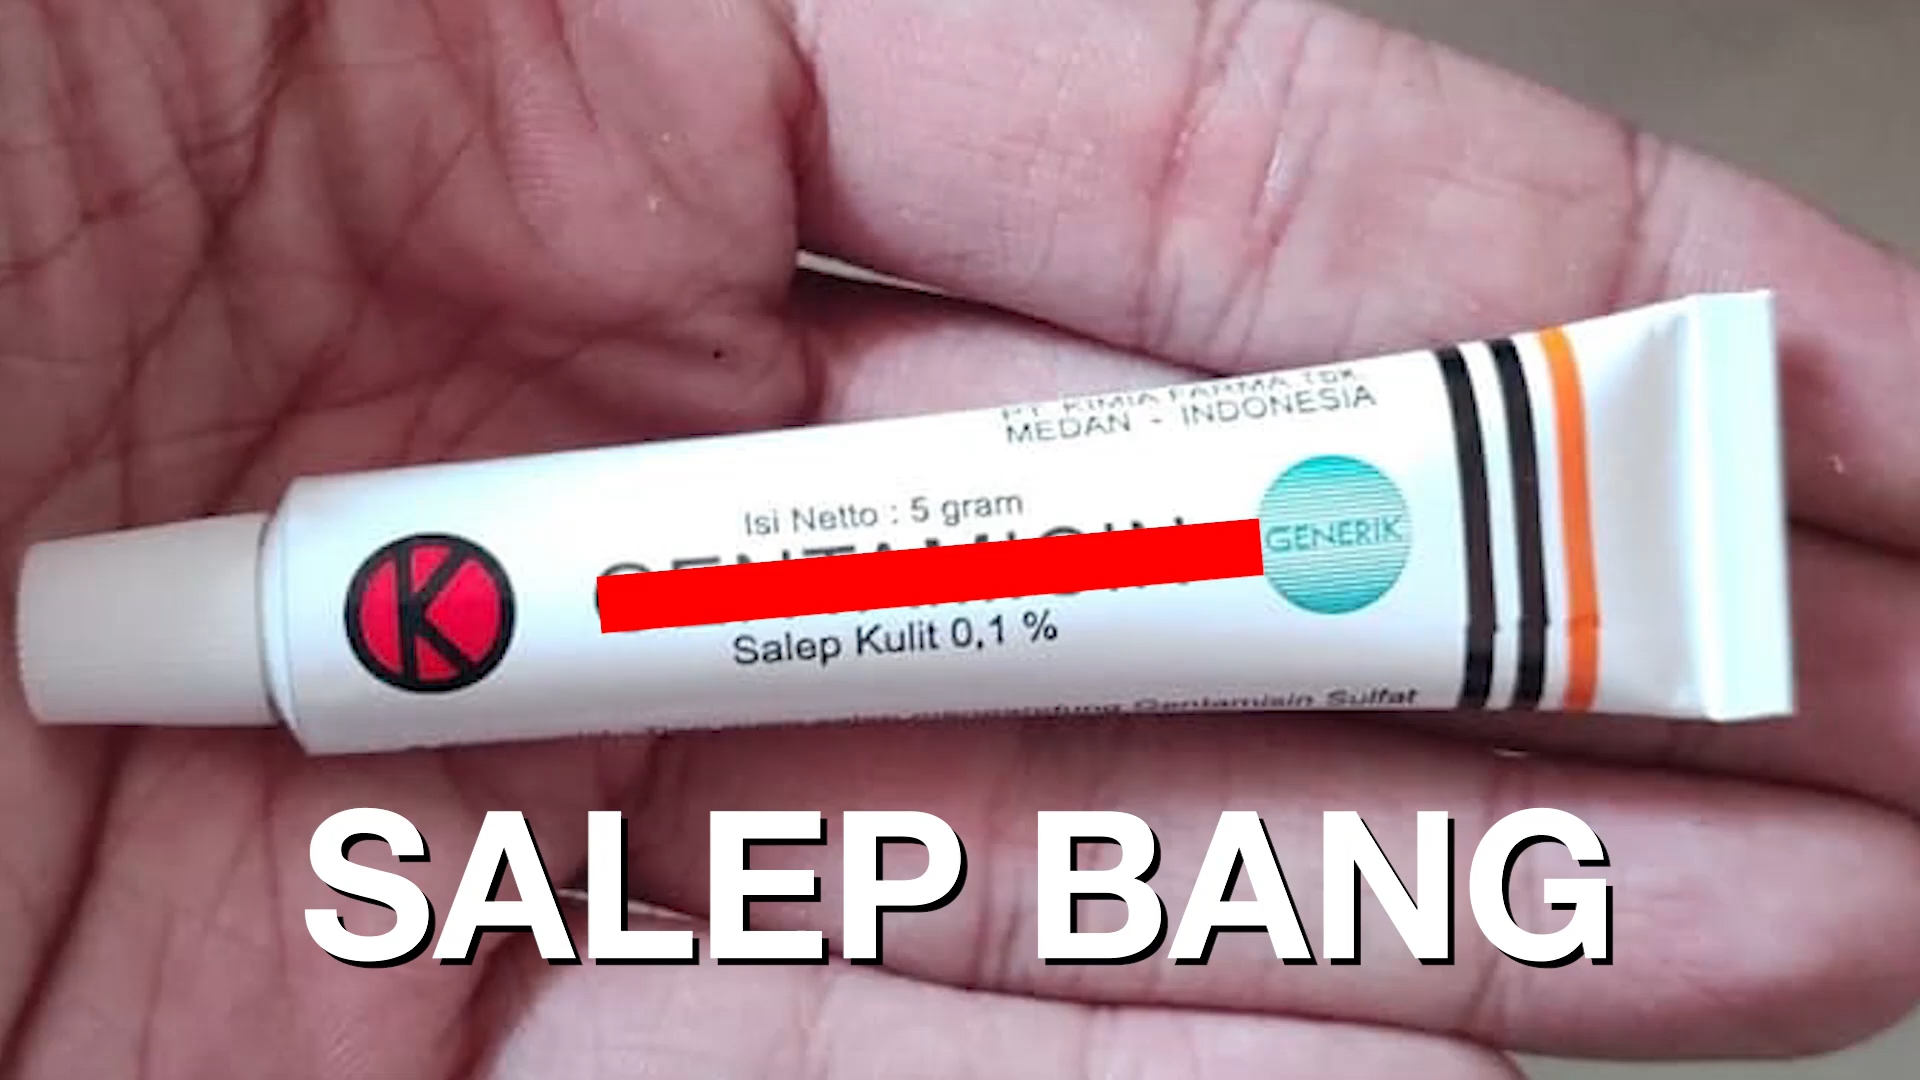 PT KIMIA FARMA Tbk.
MEDAN - INDONESIA
Isi Netto : 5 gram
GENERIK
K
Salep Kulit 0,1 %
mengandung Gentamisin Sulfat
SALEP BANG